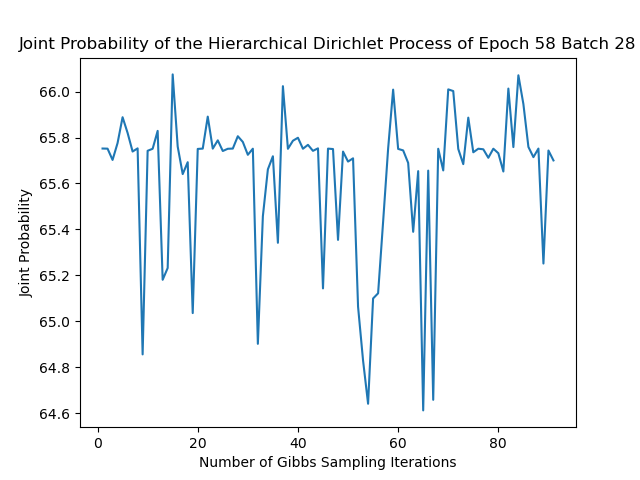 Joint Probability of the Hierarchical Dirichlet Process of Epoch 58 Batch 28
66.0
65.8
65.6
65.4
65.2
65.0
64.8
64.6
Joint Probability
0 20 40 60 80
Number of Gibbs Sampling Iterations